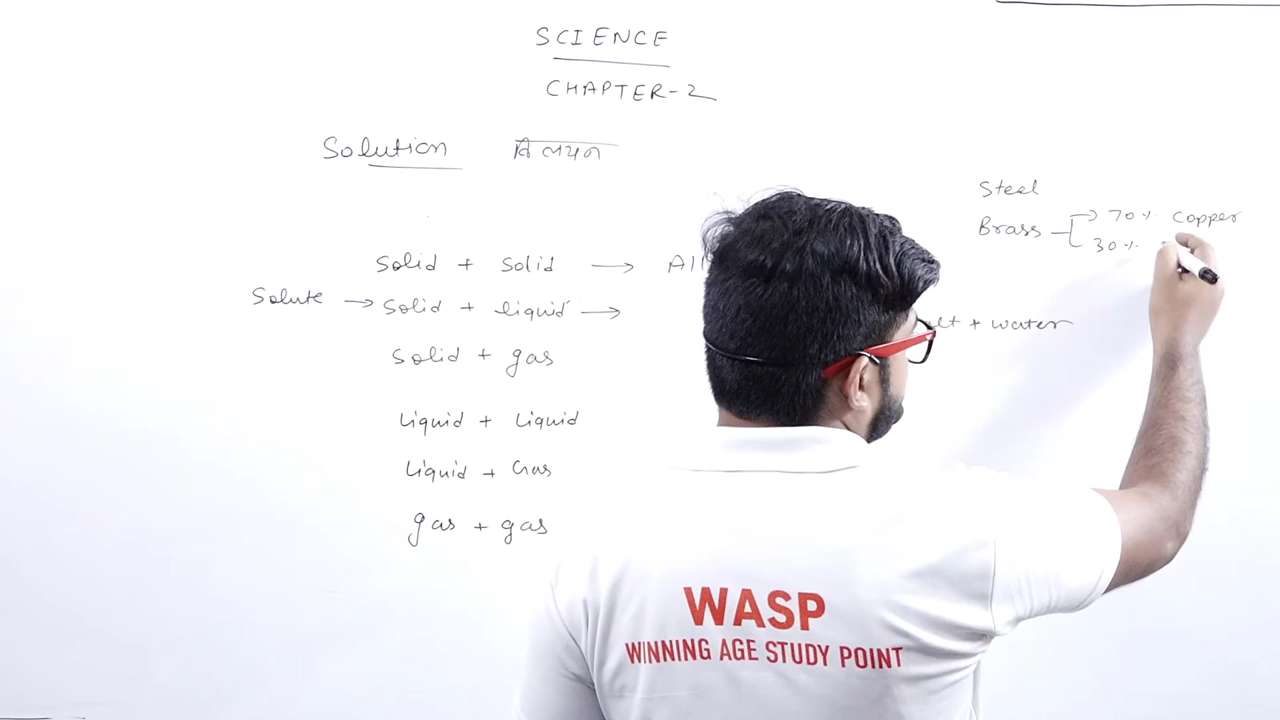 SCIENCE
CHAPTER-2
Solution विलयन
Steel
Brass → 70% Copper
30%
Solid + Solid → All
Solute → Solid + liquid →
+ water
Solid + gas
Liquid + Liquid
Liquid + Gas
gas + gas
WASP
WINNING AGE STUDY POINT